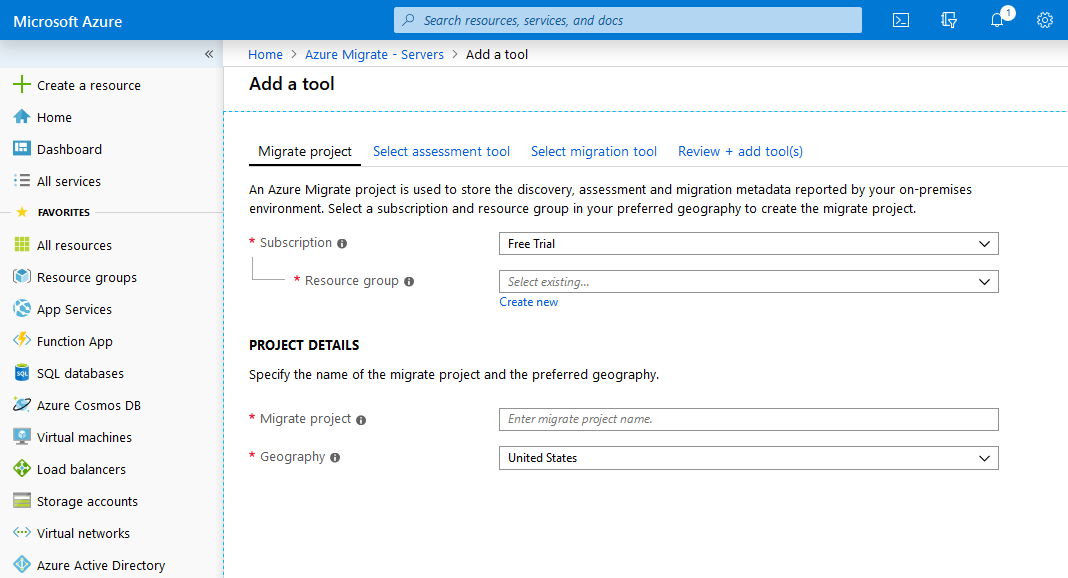 Microsoft Azure
Search resources, services, and docs
1
«
Home > Azure Migrate - Servers > Add a tool
Add a tool
Create a resource
Home
Dashboard
All services
FAVORITES
All resources
Resource groups
App Services
Function App
SQL
SQL databases
Azure Cosmos DB
Virtual machines
Load balancers
Storage accounts
Virtual networks
Azure Active Directory
Migrate project Select assessment tool Select migration tool Review + add tool(s)
An Azure Migrate project is used to store the discovery, assessment and migration metadata reported by your on-premises
environment. Select a subscription and resource group in your preferred geography to create the migrate project.
* Subscription Free Trial
* Resource group Select existing...
Create new
PROJECT DETAILS
Specify the name of the migrate project and the preferred geography.
* Migrate project Enter migrate project name.
* Geography United States